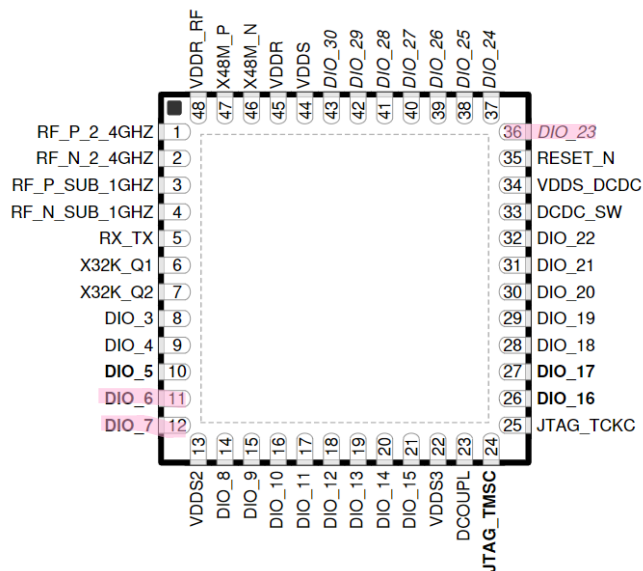 VDDR_RF
X48M_P
X48M_N
VDDR
VDDS
DIO_30
DIO_29
DIO_28
DIO_27
DIO_26
DIO_25
DIO_24
48
47
46
45
44
43
42
41
40
39
38
37
RF_P_2_4GHZ 1
RF_N_2_4GHZ 2
RF_P_SUB_1GHZ 3
RF_N_SUB_1GHZ 4
RX_TX 5
X32K_Q1 6
X32K_Q2 7
DIO_3 8
DIO_4 9
DIO_5 10
DIO_6 11
DIO_7 12
36 DIO_23
35 RESET_N
34 VDDS_DCDC
33 DCDC_SW
32 DIO_22
31 DIO_21
30 DIO_20
29 DIO_19
28 DIO_18
27 DIO_17
26 DIO_16
25 JTAG_TCKC
13
14
15
16
17
18
19
20
21
22
23
24
VDDS2
DIO_8
DIO_9
DIO_10
DIO_11
DIO_12
DIO_13
DIO_14
DIO_15
VDDS3
DCOUPL
JTAG_TMSC